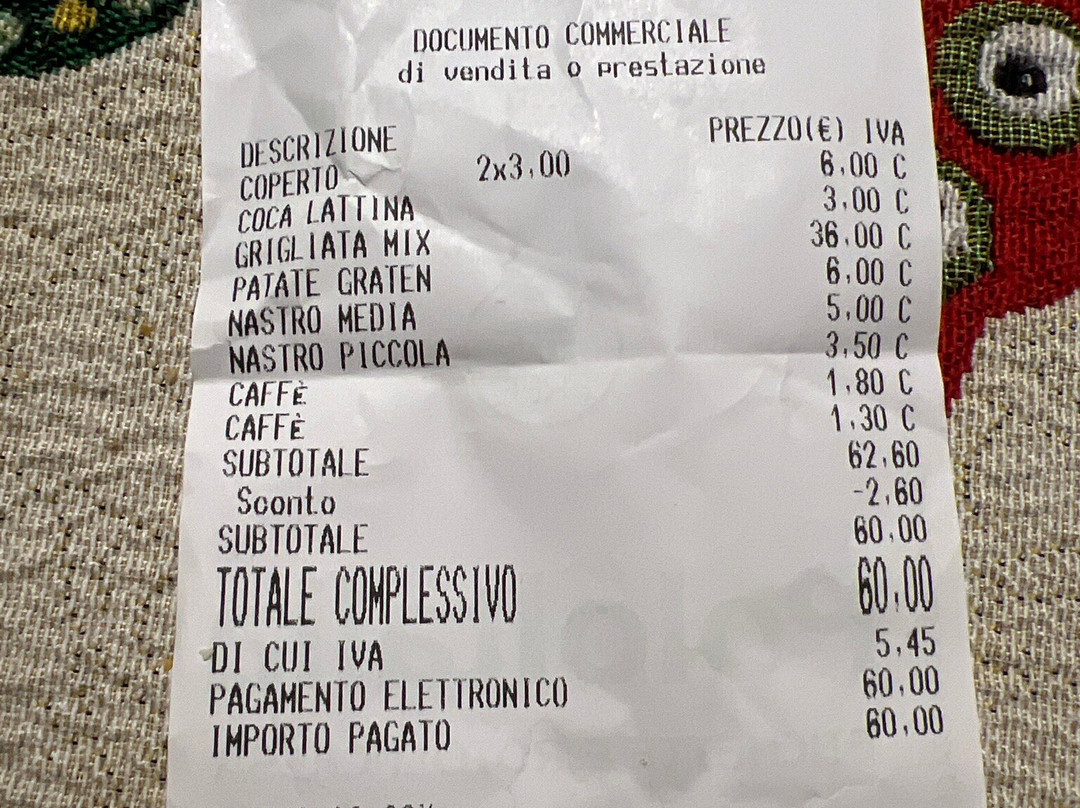 DOCUMENTO COMMERCIALE
di vendita o prestazione
DESCRIZIONE PREZZO(€) IVA
COPERTO 2x3,00 6,00 C
COCA LATTINA 3,00 C
GRIGLIATA MIX 36,00 C
PATATE GRATEN 6,00 C
NASTRO MEDIA 5,00 C
NASTRO PICCOLA 3,50 C
CAFFÈ 1,80 C
CAFFÈ 1,30 C
SUBTOTALE 62,60
Sconto -2,60
SUBTOTALE 60,00
TOTALE COMPLESSIVO 60,00
DI CUI IVA 5,45
PAGAMENTO ELETTRONICO 60,00
IMPORTO PAGATO 60,00